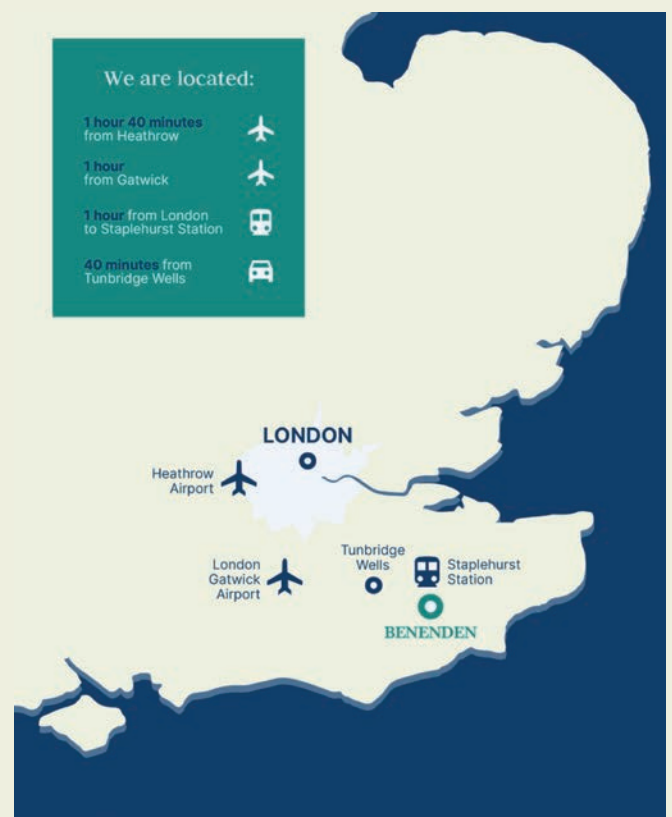 We are located:
1 hour 40 minutes
from Heathrow
1 hour
from Gatwick
1 hour from London
to Staplehurst Station
40 minutes from
Tunbridge Wells
LONDON
Heathrow
Airport
London
Gatwick
Airport
Tunbridge
Wells
Staplehurst
Station
BENENDEN